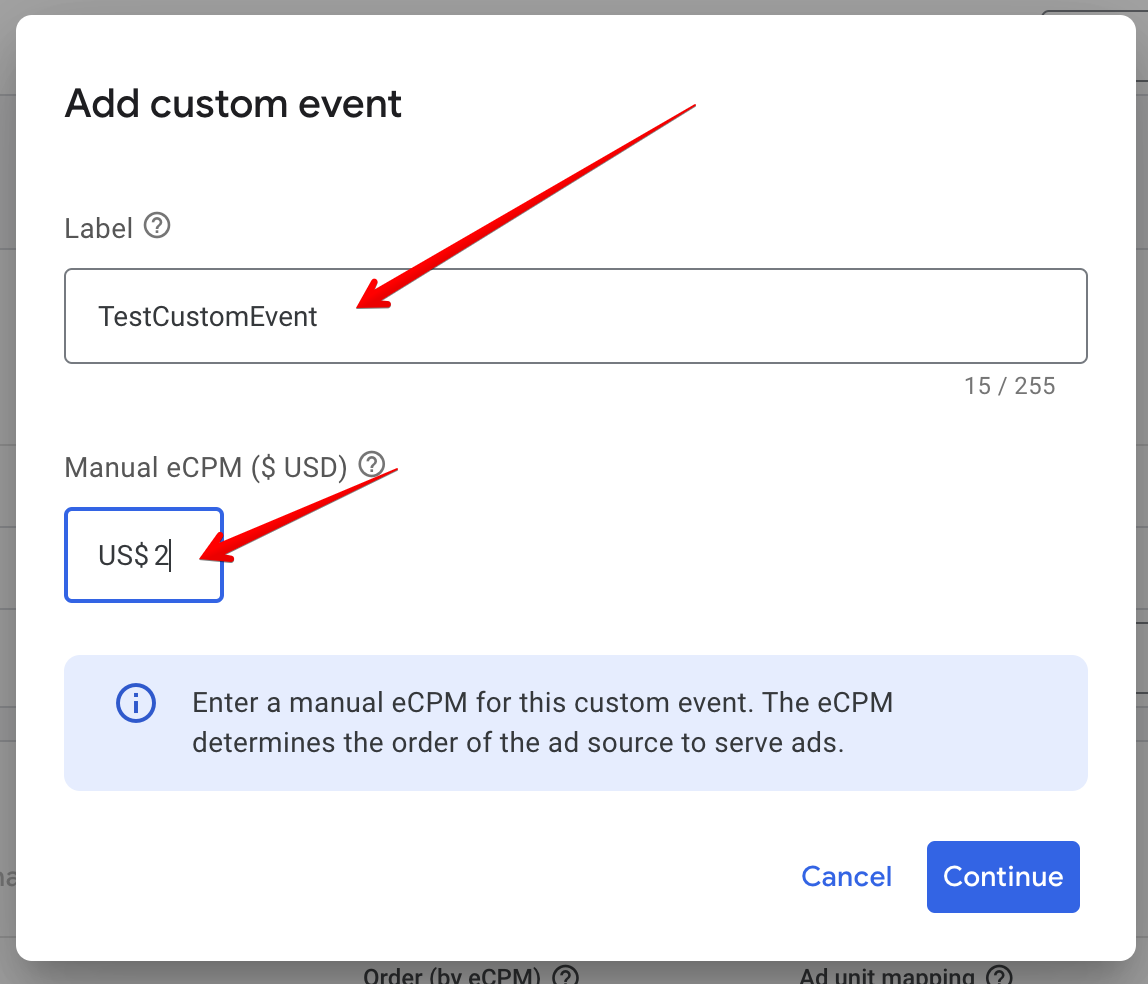 Add custom event
Label
TestCustomEvent
15 / 255
Manual eCPM ($ USD)
US$ 2
Enter a manual eCPM for this custom event. The eCPM
determines the order of the ad source to serve ads.
Cancel
Continue
Order (by eCPM)
Ad unit mapping